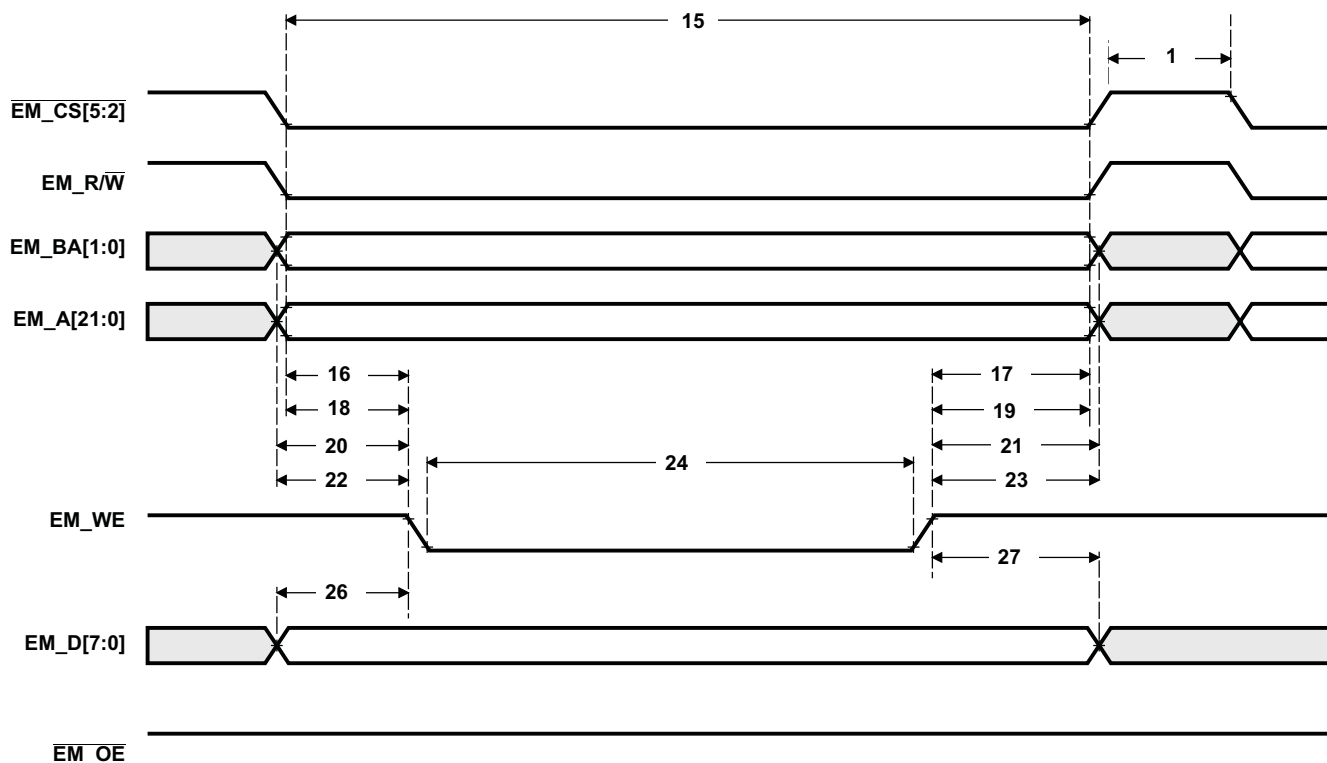 15
1
EM_CS[5:2]
EM_R/W
EM_BA[1:0]
EM_A[21:0]
16
17
18
19
20
21
24
22
23
EM_WE
27
26
EM_D[7:0]
EM_OE